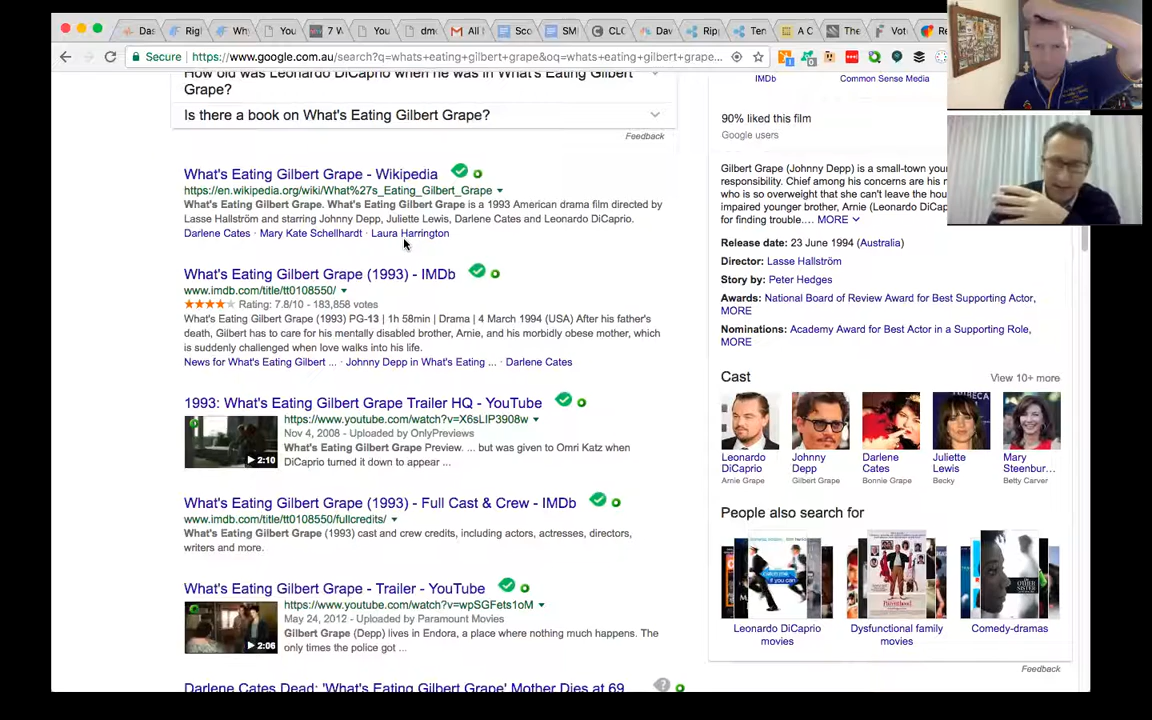 Das
Righ
Why
You
7 W
You
dm
All
Sco
SMI
CLO
Dav
Ripp
Ten
A C
The
Vot
Re
Secure
https://www.google.com.au/search?q=whats+eating+gilbert+grape&oq=whats+eating+gilbert+grape...
How old was Leonardo DiCaprio when he was in What's Eating Gilbert
Grape?
Is there a book on What's Eating Gilbert Grape?
Feedback
What's Eating Gilbert Grape - Wikipedia
https://en.wikipedia.org/wiki/What%27s_Eating_Gilbert_Grape
What's Eating Gilbert Grape. What's Eating Gilbert Grape is a 1993 American drama film directed by
Lasse Hallström and starring Johnny Depp, Juliette Lewis, Darlene Cates and Leonardo DiCaprio.
Darlene Cates · Mary Kate Schellhardt · Laura Harrington
What's Eating Gilbert Grape (1993) - IMDb
www.imdb.com/title/tt0108550/
Rating: 7.8/10 - 183,858 votes
What's Eating Gilbert Grape (1993) PG-13 | 1h 58min | Drama | 4 March 1994 (USA) After his father's
death, Gilbert has to care for his mentally disabled brother, Arnie, and his morbidly obese mother, which
is suddenly challenged when love walks into his life.
News for What's Eating Gilbert ... · Johnny Depp in What's Eating ... · Darlene Cates
1993: What's Eating Gilbert Grape Trailer HQ - YouTube
https://www.youtube.com/watch?v=X6sLIP3908w
Nov 4, 2008 - Uploaded by OnlyPreviews
What's Eating Gilbert Grape Preview. ... but was given to Omri Katz when
DiCaprio turned it down to appear ...
2:10
What's Eating Gilbert Grape (1993) - Full Cast & Crew - IMDb
www.imdb.com/title/tt0108550/fullcredits/
What's Eating Gilbert Grape (1993) cast and crew credits, including actors, actresses, directors,
writers and more.
What's Eating Gilbert Grape - Trailer - YouTube
https://www.youtube.com/watch?v=wpSGFets1oM
May 24, 2012 - Uploaded by Paramount Movies
Gilbert Grape (Depp) lives in Endora, a place where nothing much happens. The
only times the police got ...
2:06
Darlene Cates Dead: 'What's Eating Gilbert Grape' Mother Dies at 69
IMDb
Common Sense Media
90% liked this film
Google users
Gilbert Grape (Johnny Depp) is a small-town your
responsibility. Chief among his concerns are his
who is so overweight that she can't leave the hou
impaired younger brother, Arnie (Leonardo DiCap
for finding trouble.... MORE
Release date: 23 June 1994 (Australia)
Director: Lasse Hallström
Story by: Peter Hedges
Awards: National Board of Review Award for Best Supporting Actor,
MORE
Nominations: Academy Award for Best Actor in a Supporting Role,
MORE
Cast
View 10+ more
Leonardo
DiCaprio
Arnie Grape
Johnny
Depp
Gilbert Grape
Darlene
Cates
Bonnie Grape
Juliette
Lewis
Becky
Mary
Steenbur...
Betty Carver
People also search for
Leonardo DiCaprio
movies
Dysfunctional family
movies
Comedy-dramas
Feedback